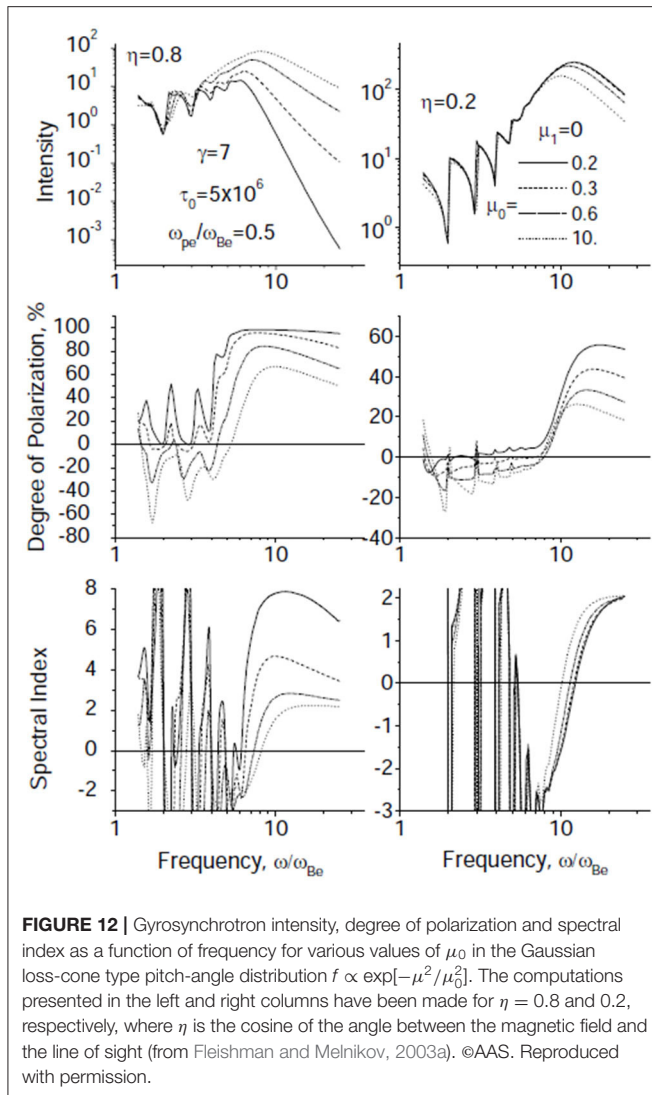 10²
10¹
10⁰
10⁻¹
10⁻²
10⁻³
Intensity
η=0.8
γ=7
τ₀=5x10⁶
ω_pe/ω_Be=0.5
1
10
10²
10¹
10⁰
η=0.2
μ₁=0
0.2
0.3
μ₀= 0.6
10.
1
10
Degree of Polarization, %
100
80
60
40
20
0
-20
-40
-60
-80
1
10
60
40
20
0
-20
-40
1
10
Spectral Index
8
6
4
2
0
-2
1
10
Frequency, ω/ω_Be
2
1
0
-1
-2
-3
1
10
Frequency, ω/ω_Be
FIGURE 12 | Gyrosynchrotron intensity, degree of polarization and spectral
index as a function of frequency for various values of μ₀ in the Gaussian
loss-cone type pitch-angle distribution f ∝ exp[−μ²/μ₀²]. The computations
presented in the left and right columns have been made for η = 0.8 and 0.2,
respectively, where η is the cosine of the angle between the magnetic field and
the line of sight (from Fleishman and Melnikov, 2003a). ©AAS. Reproduced
with permission.